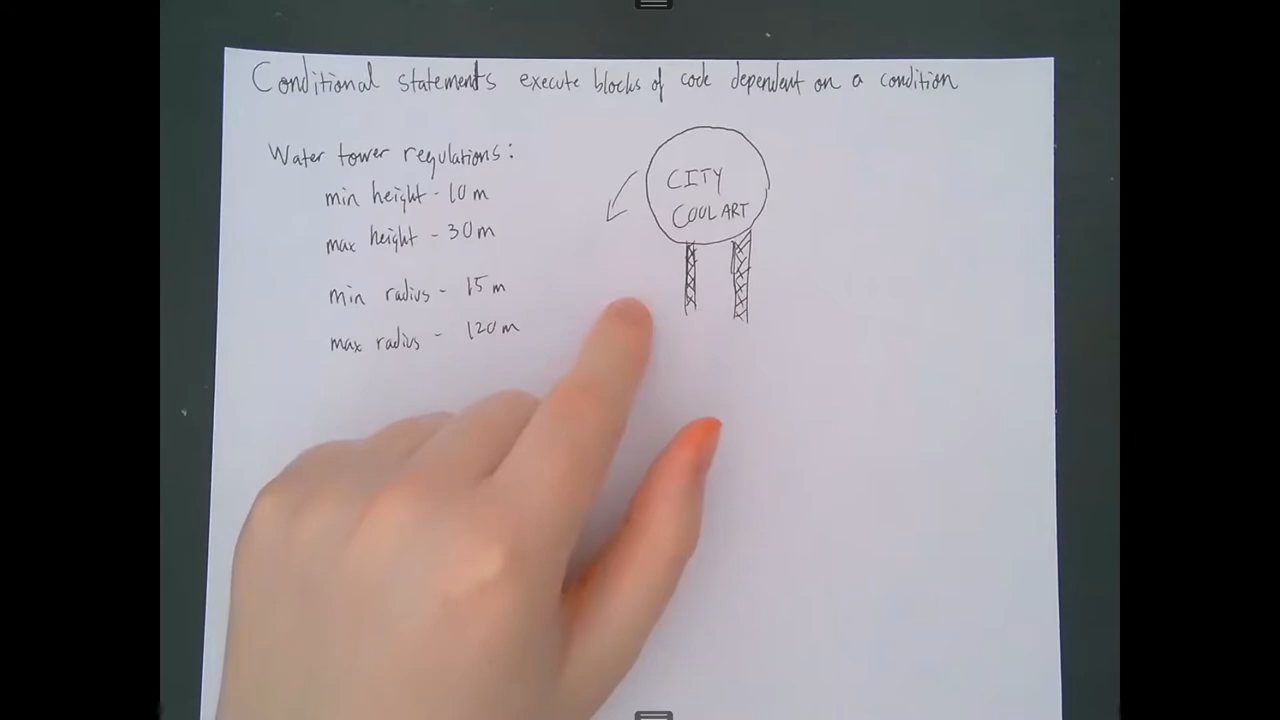 Conditional statements execute blocks of code dependent on a condition
Water tower regulations:
min height - 10 m
max height - 30 m
min radius - 15 m
max radius - 120 m
CITY
COOL ART